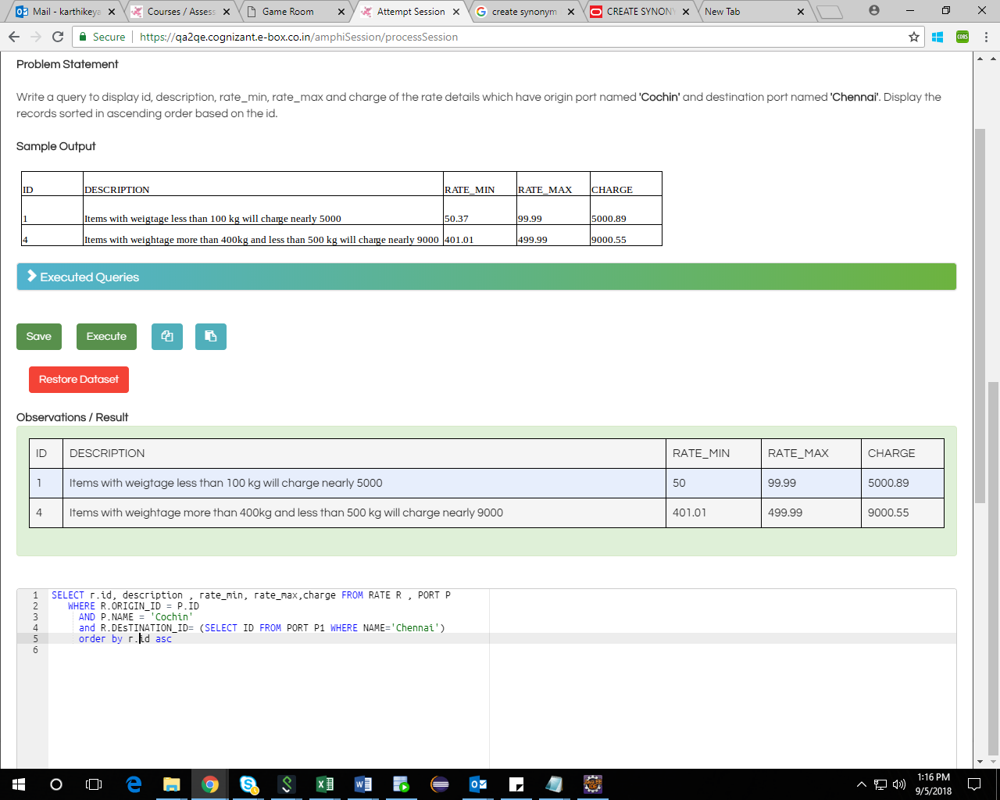 Mail - karthikeya
Courses / Assess
Game Room
Attempt Session
create synonym
CREATE SYNON
New Tab
Secure https://qa2qe.cognizant.e-box.co.in/amphiSession/processSession
CORS
Problem Statement
Write a query to display id, description, rate_min, rate_max and charge of the rate details which have origin port named 'Cochin' and destination port named 'Chennai'. Display the
records sorted in ascending order based on the id.
Sample Output
ID DESCRIPTION RATE_MIN RATE_MAX CHARGE
1 Items with weigtage less than 100 kg will charge nearly 5000 50.37 99.99 5000.89
4 Items with weightage more than 400kg and less than 500 kg will charge nearly 9000 401.01 499.99 9000.55
Executed Queries
Save Execute
Restore Dataset
Observations / Result
ID DESCRIPTION RATE_MIN RATE_MAX CHARGE
1 Items with weigtage less than 100 kg will charge nearly 5000 50 99.99 5000.89
4 Items with weightage more than 400kg and less than 500 kg will charge nearly 9000 401.01 499.99 9000.55
1 SELECT r.id, description , rate_min, rate_max,charge FROM RATE R , PORT P
2 WHERE R.ORIGIN_ID = P.ID
3 AND P.NAME = 'Cochin'
4 and R.DEsTINATION_ID= (SELECT ID FROM PORT P1 WHERE NAME='Chennai')
5 order by r.id asc
6
1:16 PM
9/5/2018